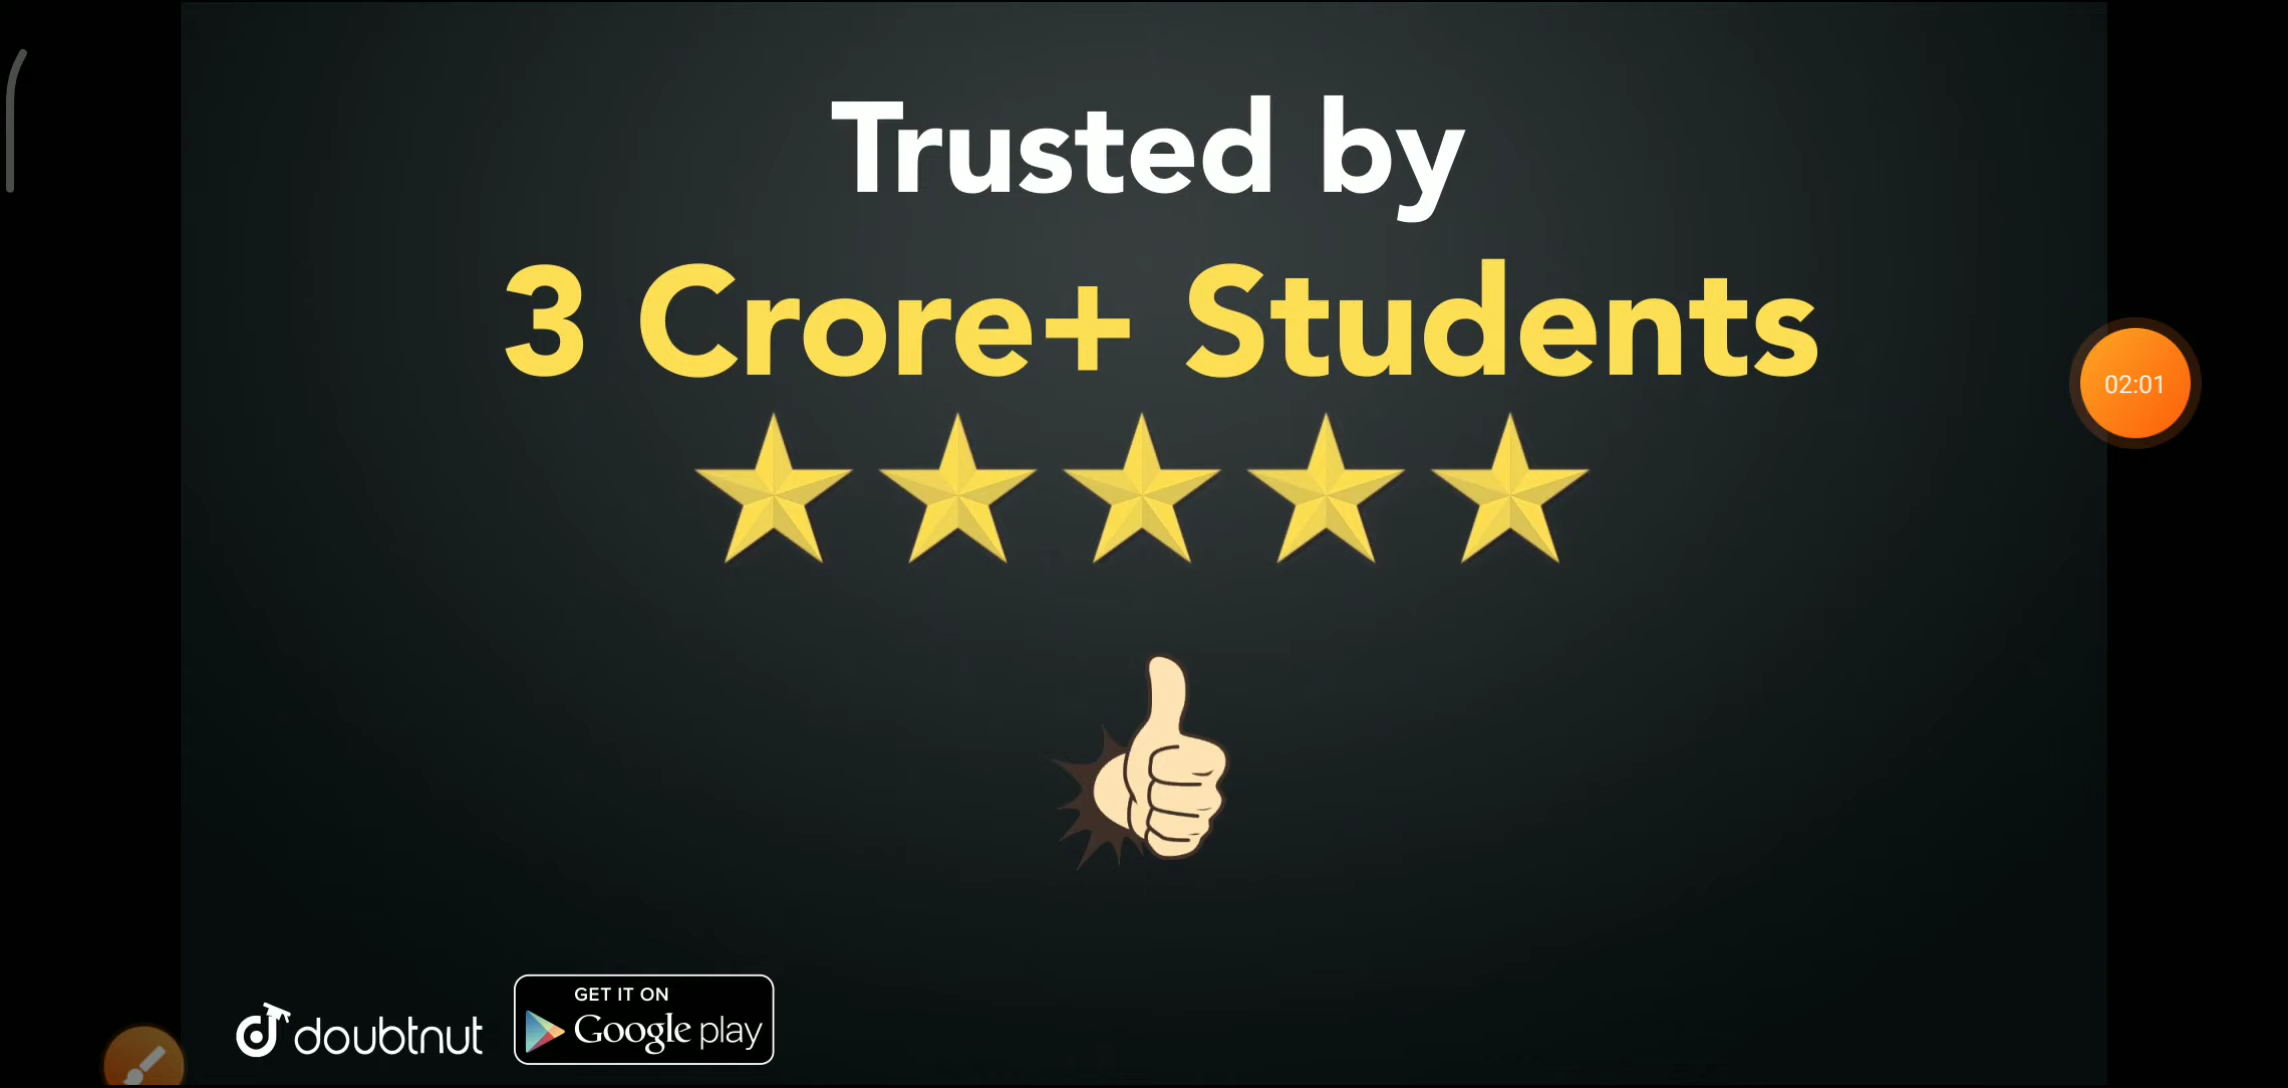 Trusted by
3 Crore+ Students
02:01
doubtnut
GET IT ON
Google play